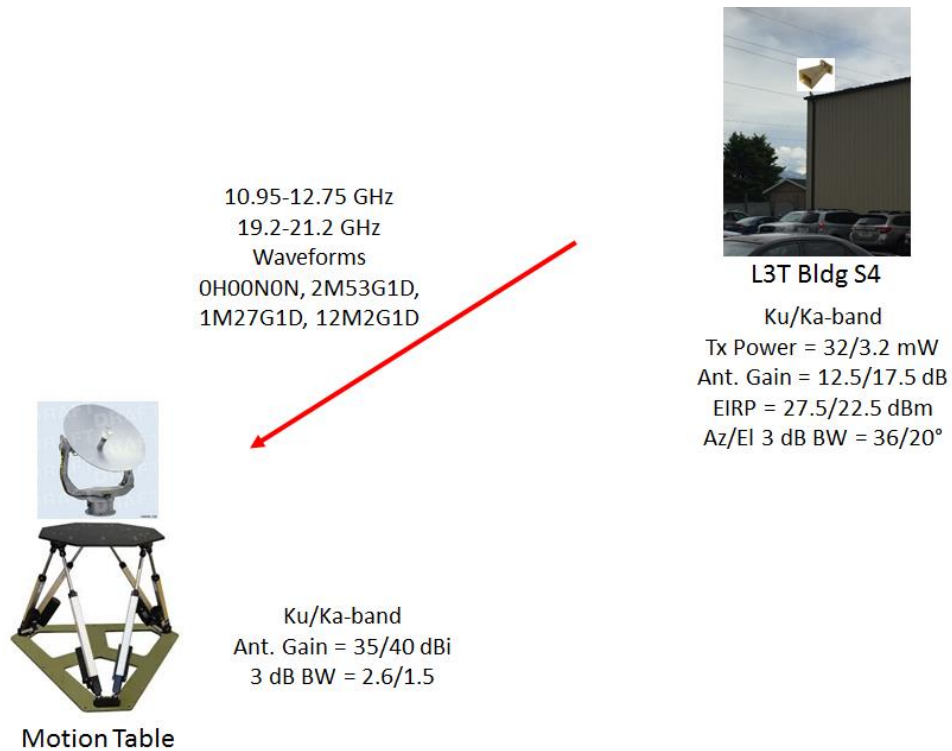 10.95-12.75 GHz
19.2-21.2 GHz
Waveforms
0H00N0N, 2M53G1D,
1M27G1D, 12M2G1D
L3T Bldg S4
Ku/Ka-band
Tx Power = 32/3.2 mW
Ant. Gain = 12.5/17.5 dB
EIRP = 27.5/22.5 dBm
Az/El 3 dB BW = 36/20°
Ku/Ka-band
Ant. Gain = 35/40 dBi
3 dB BW = 2.6/1.5
Motion Table